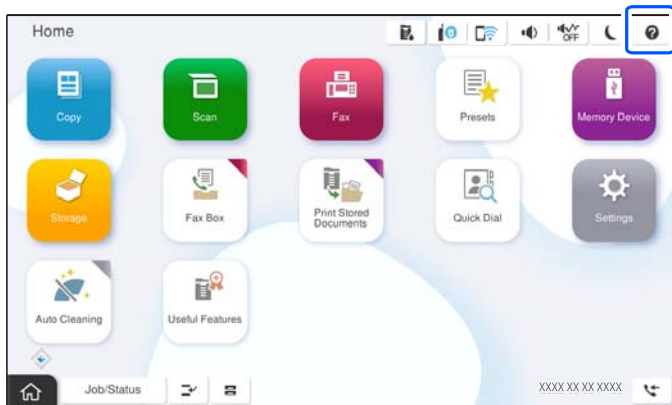 Home
OFF
?
Copy
Scan
Fax
Presets
Memory Device
Storage
Fax Box
Print Stored
Documents
Quick Dial
Settings
Auto Cleaning
Useful Features
Job/Status
XXXX XX XX XXXX